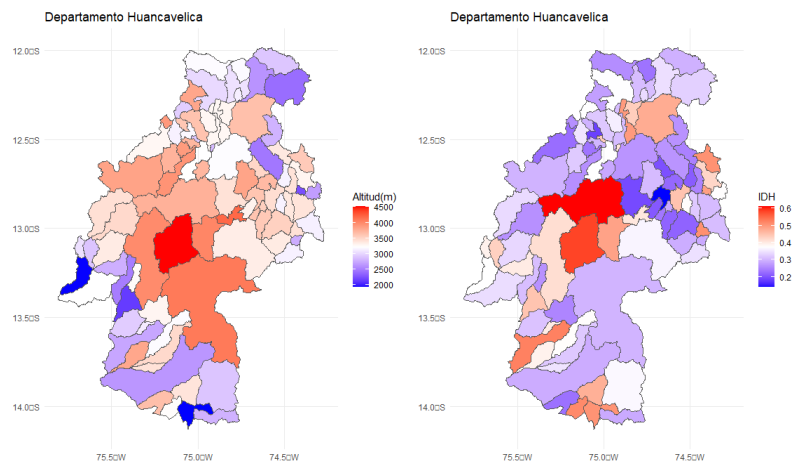 Departamento Huancavelica
12.0□S
12.5□S
13.0□S
13.5□S
14.0□S
75.5□W
75.0□W
74.5□W
Altitud(m)
4500
4000
3500
3000
2500
2000
Departamento Huancavelica
12.0□S
12.5□S
13.0□S
13.5□S
14.0□S
75.5□W
75.0□W
74.5□W
IDH
0.6
0.5
0.4
0.3
0.2